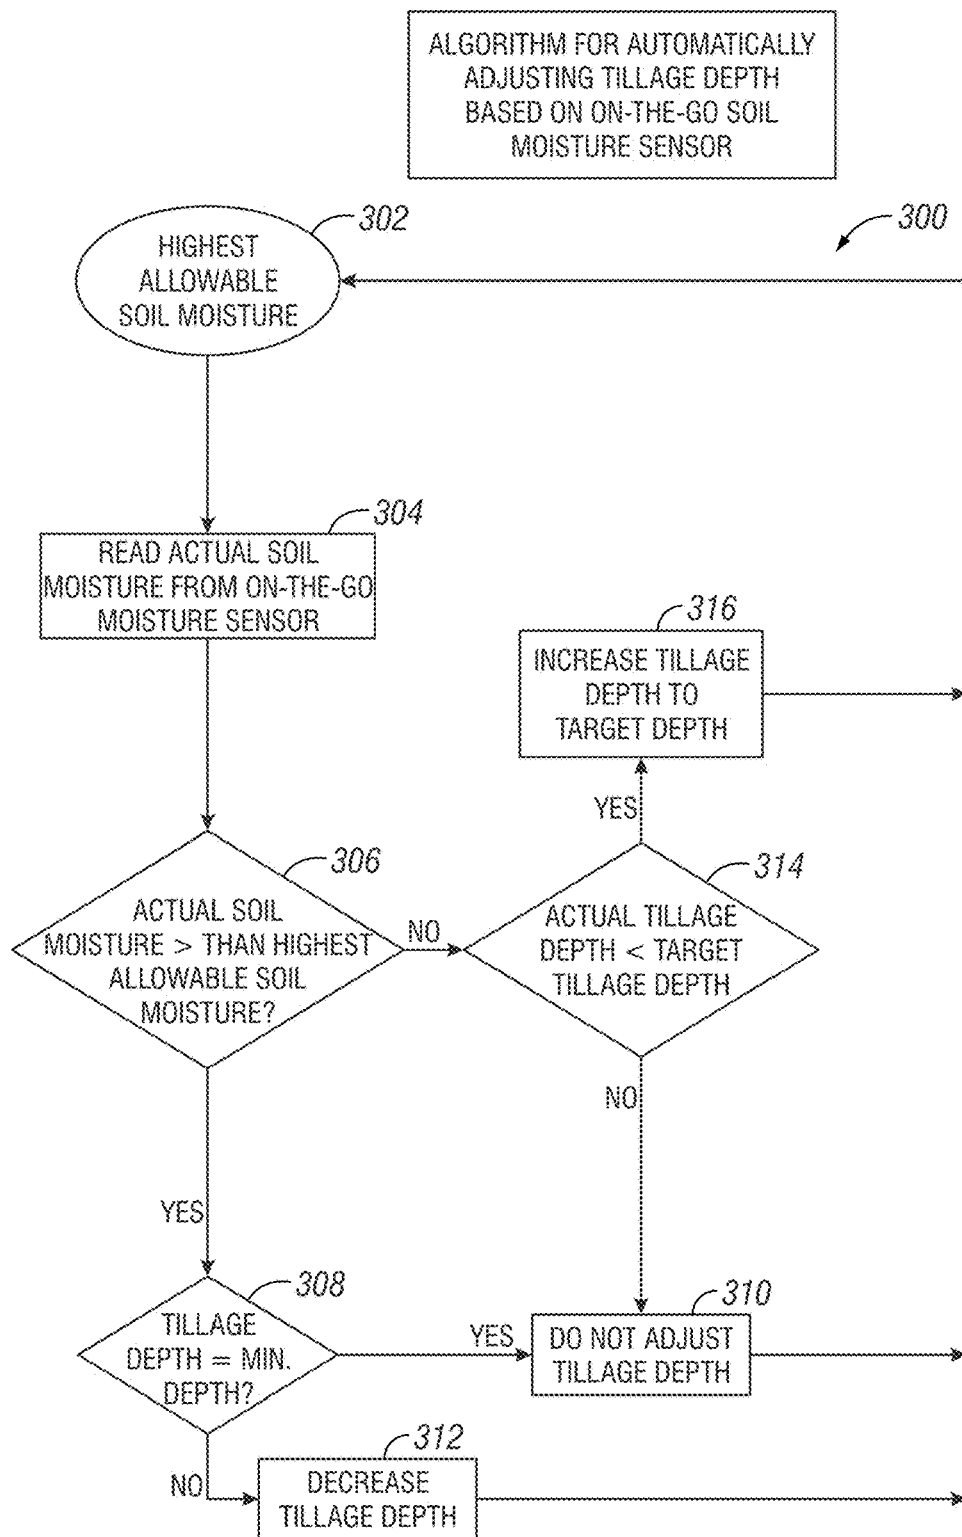 ALGORITHM FOR AUTOMATICALLY
ADJUSTING TILLAGE DEPTH
BASED ON ON-THE-GO SOIL
MOISTURE SENSOR
300
302
HIGHEST
ALLOWABLE
SOIL MOISTURE
304
READ ACTUAL SOIL
MOISTURE FROM ON-THE-GO
MOISTURE SENSOR
316
INCREASE TILLAGE
DEPTH TO
TARGET DEPTH
YES
306
ACTUAL SOIL
MOISTURE > THAN HIGHEST
ALLOWABLE SOIL
MOISTURE?
NO
314
ACTUAL TILLAGE
DEPTH < TARGET
TILLAGE DEPTH
NO
YES
308
TILLAGE
DEPTH = MIN.
DEPTH?
YES
310
DO NOT ADJUST
TILLAGE DEPTH
NO
312
DECREASE
TILLAGE DEPTH